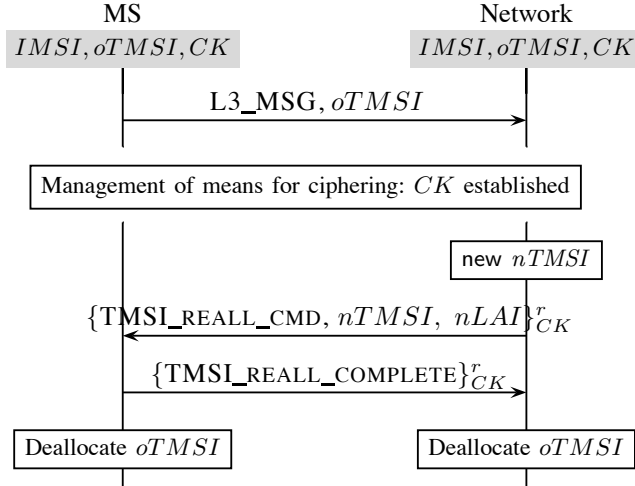 MS Network
IMSI, oTMSI, CK IMSI, oTMSI, CK
L3_MSG, oTMSI
Management of means for ciphering: CK established
new nTMSI
{TMSI_REALL_CMD, nTMSI, nLAI}^r_CK
{TMSI_REALL_COMPLETE}^r_CK
Deallocate oTMSI Deallocate oTMSI